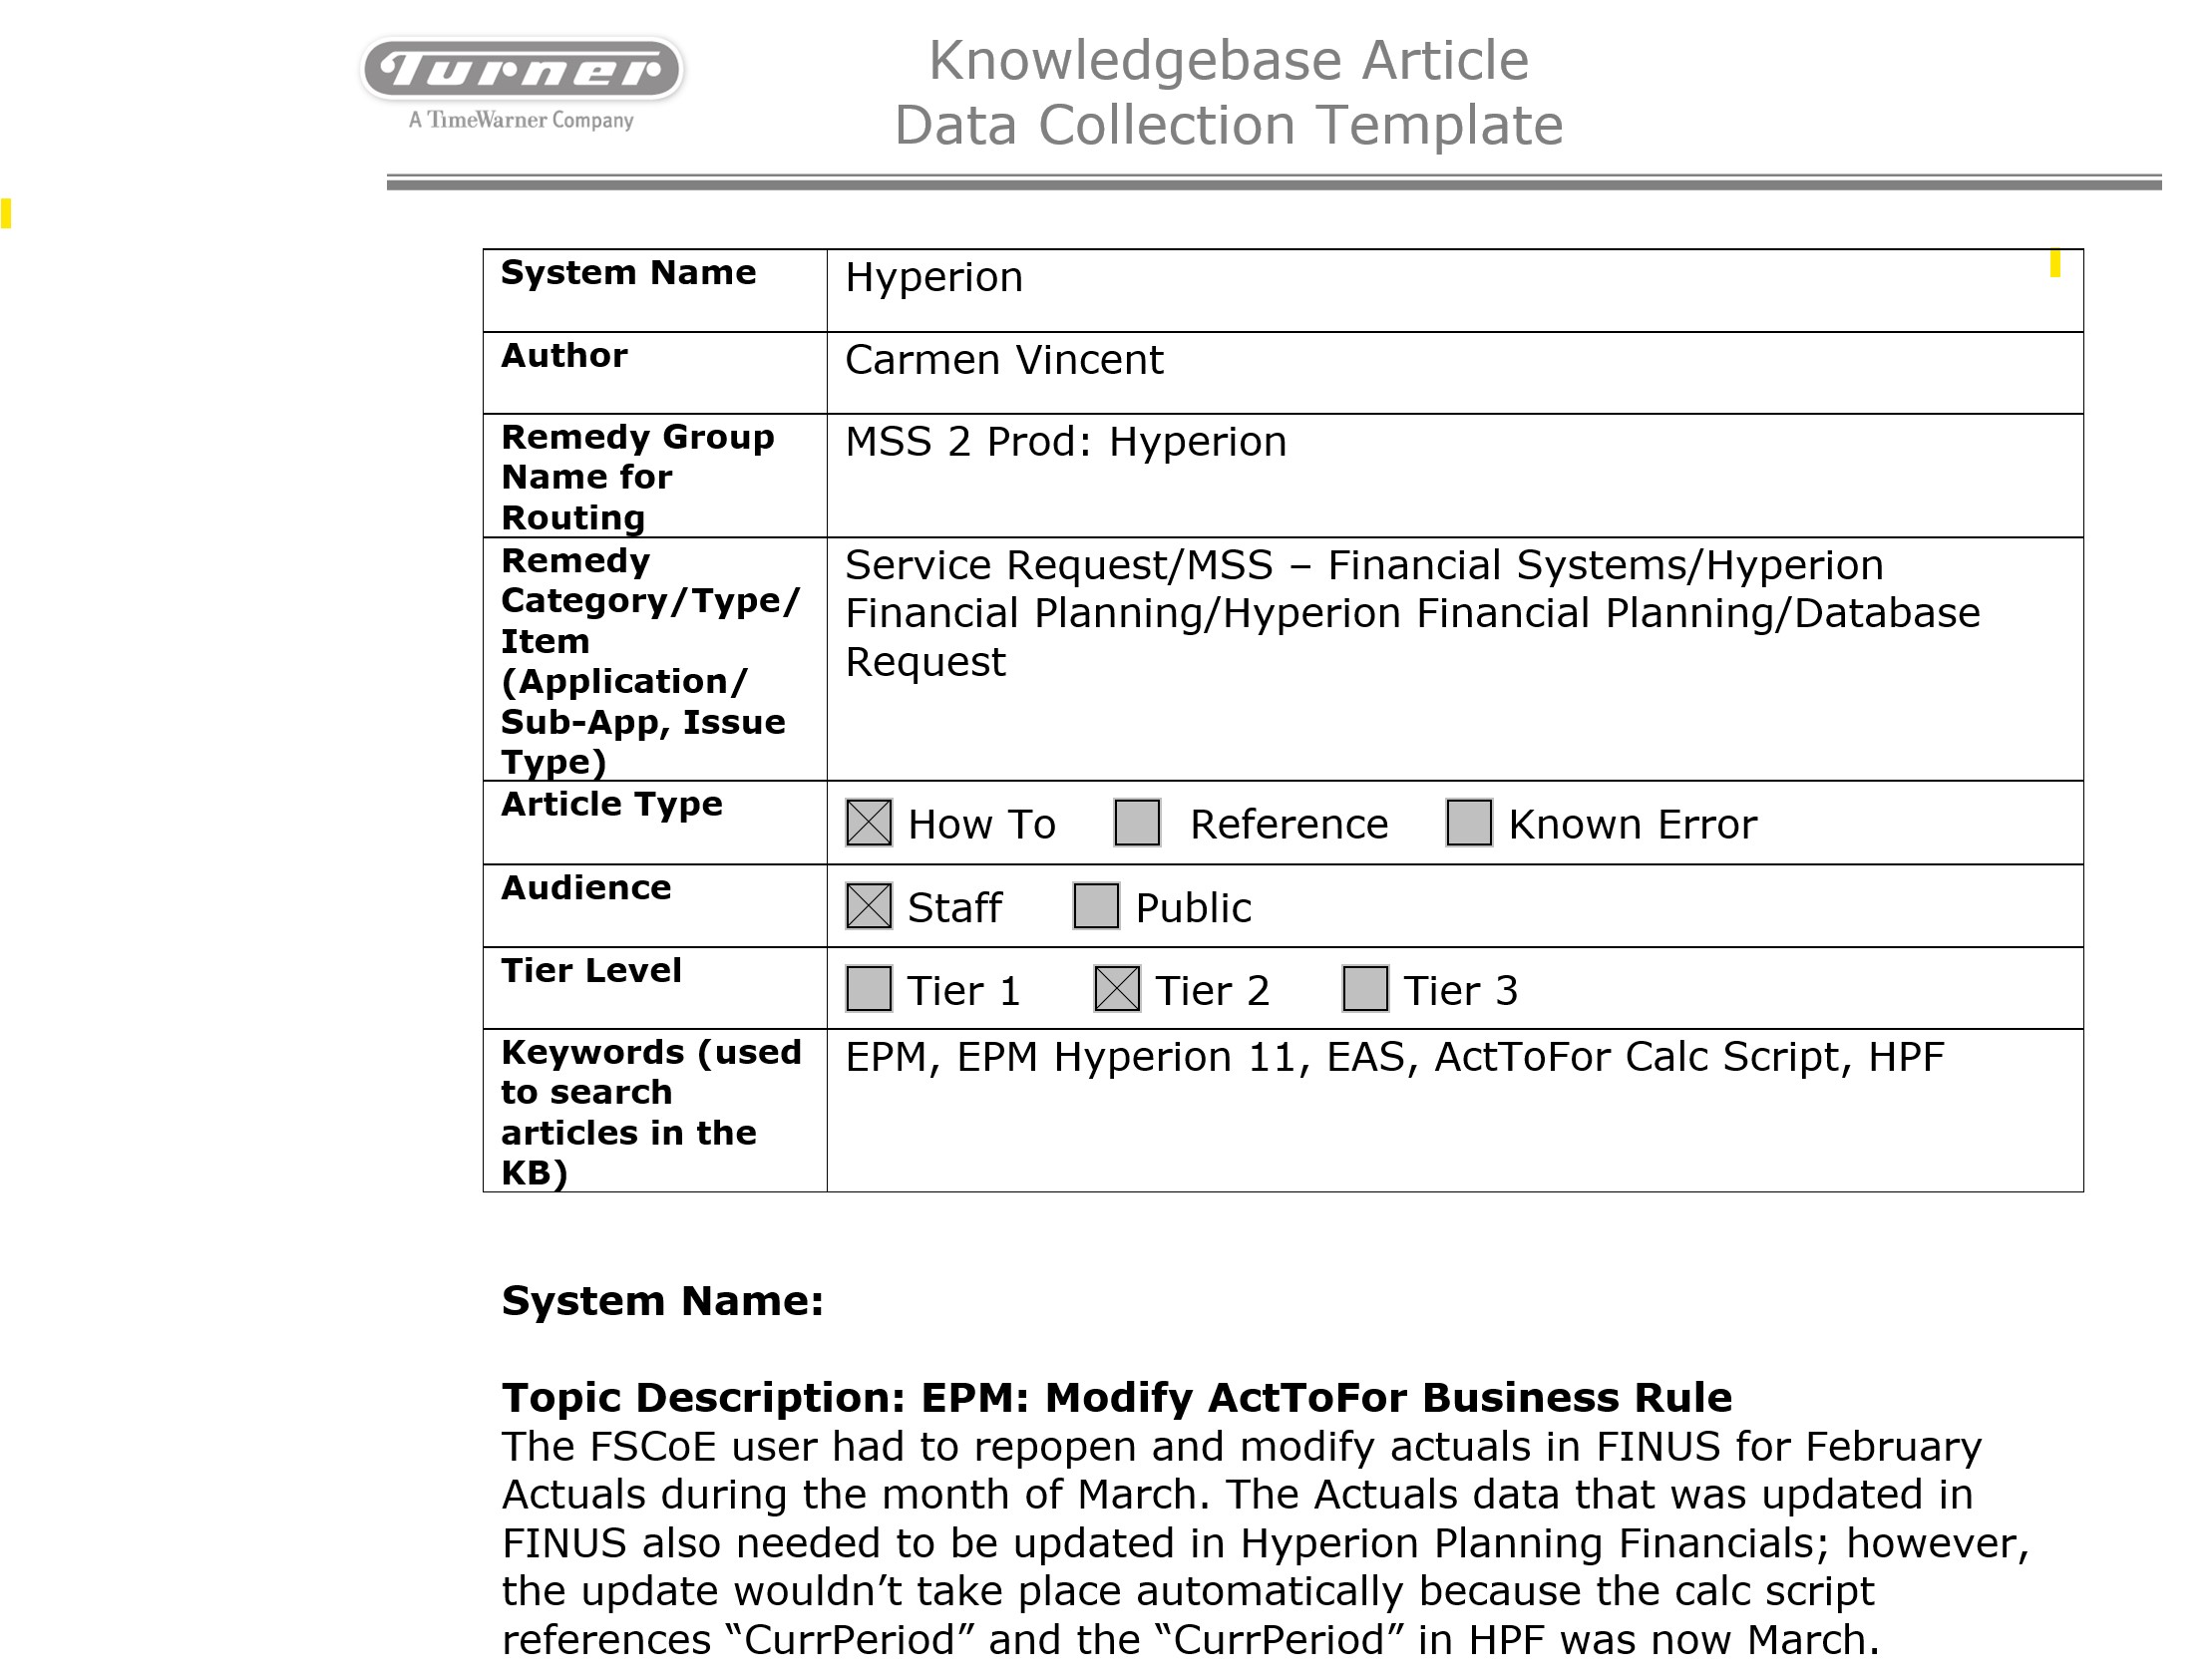 Turner
A TimeWarner Company
Knowledgebase Article
Data Collection Template
System Name
Hyperion
Author
Carmen Vincent
Remedy Group
Name for
Routing
MSS 2 Prod: Hyperion
Remedy
Category/Type/
Item
(Application/
Sub-App, Issue
Type)
Service Request/MSS – Financial Systems/Hyperion
Financial Planning/Hyperion Financial Planning/Database
Request
Article Type
How To Reference Known Error
Audience
Staff Public
Tier Level
Tier 1 Tier 2 Tier 3
Keywords (used
to search
articles in the
KB)
EPM, EPM Hyperion 11, EAS, ActToFor Calc Script, HPF
System Name:
Topic Description: EPM: Modify ActToFor Business Rule
The FSCoE user had to repopen and modify actuals in FINUS for February
Actuals during the month of March. The Actuals data that was updated in
FINUS also needed to be updated in Hyperion Planning Financials; however,
the update wouldn’t take place automatically because the calc script
references “CurrPeriod” and the “CurrPeriod” in HPF was now March.